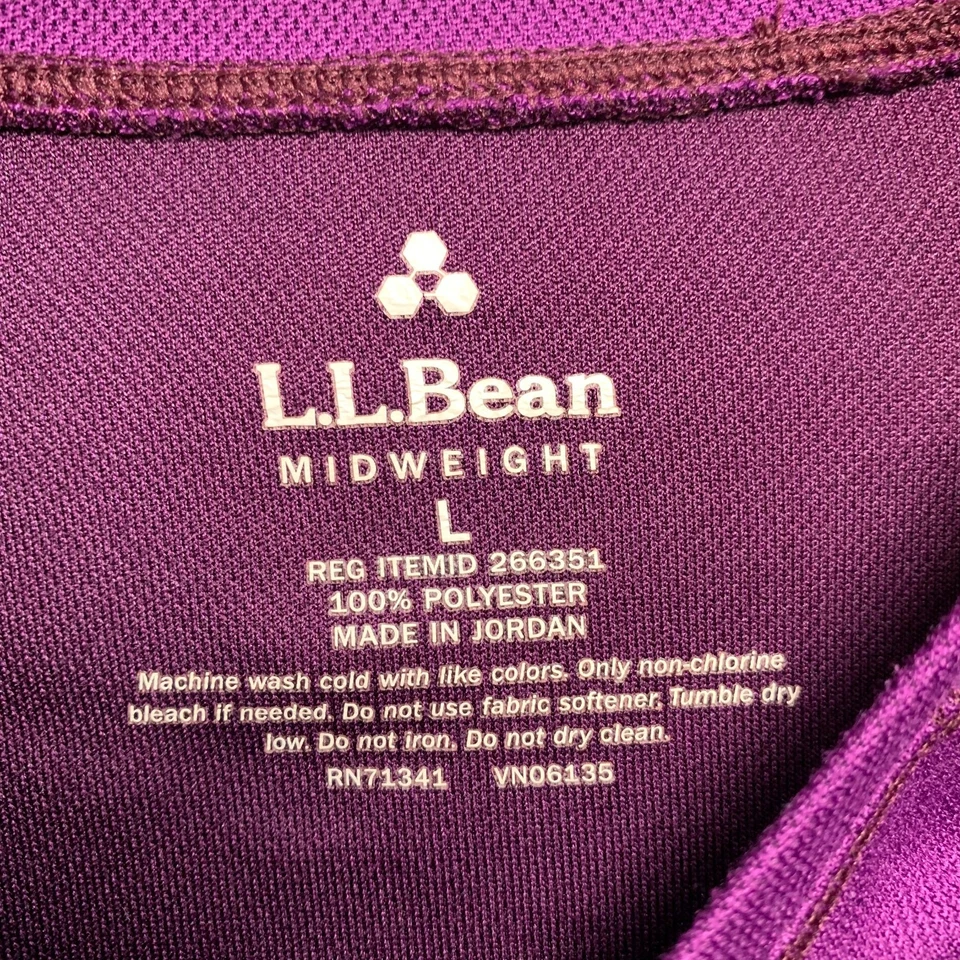 L.L.Bean
MIDWEIGHT
L
REG ITEMID 266351
100% POLYESTER
MADE IN JORDAN
Machine wash cold with like colors. Only non-chlorine
bleach if needed. Do not use fabric softener. Tumble dry
low. Do not iron. Do not dry clean.
RN71341 VN06135